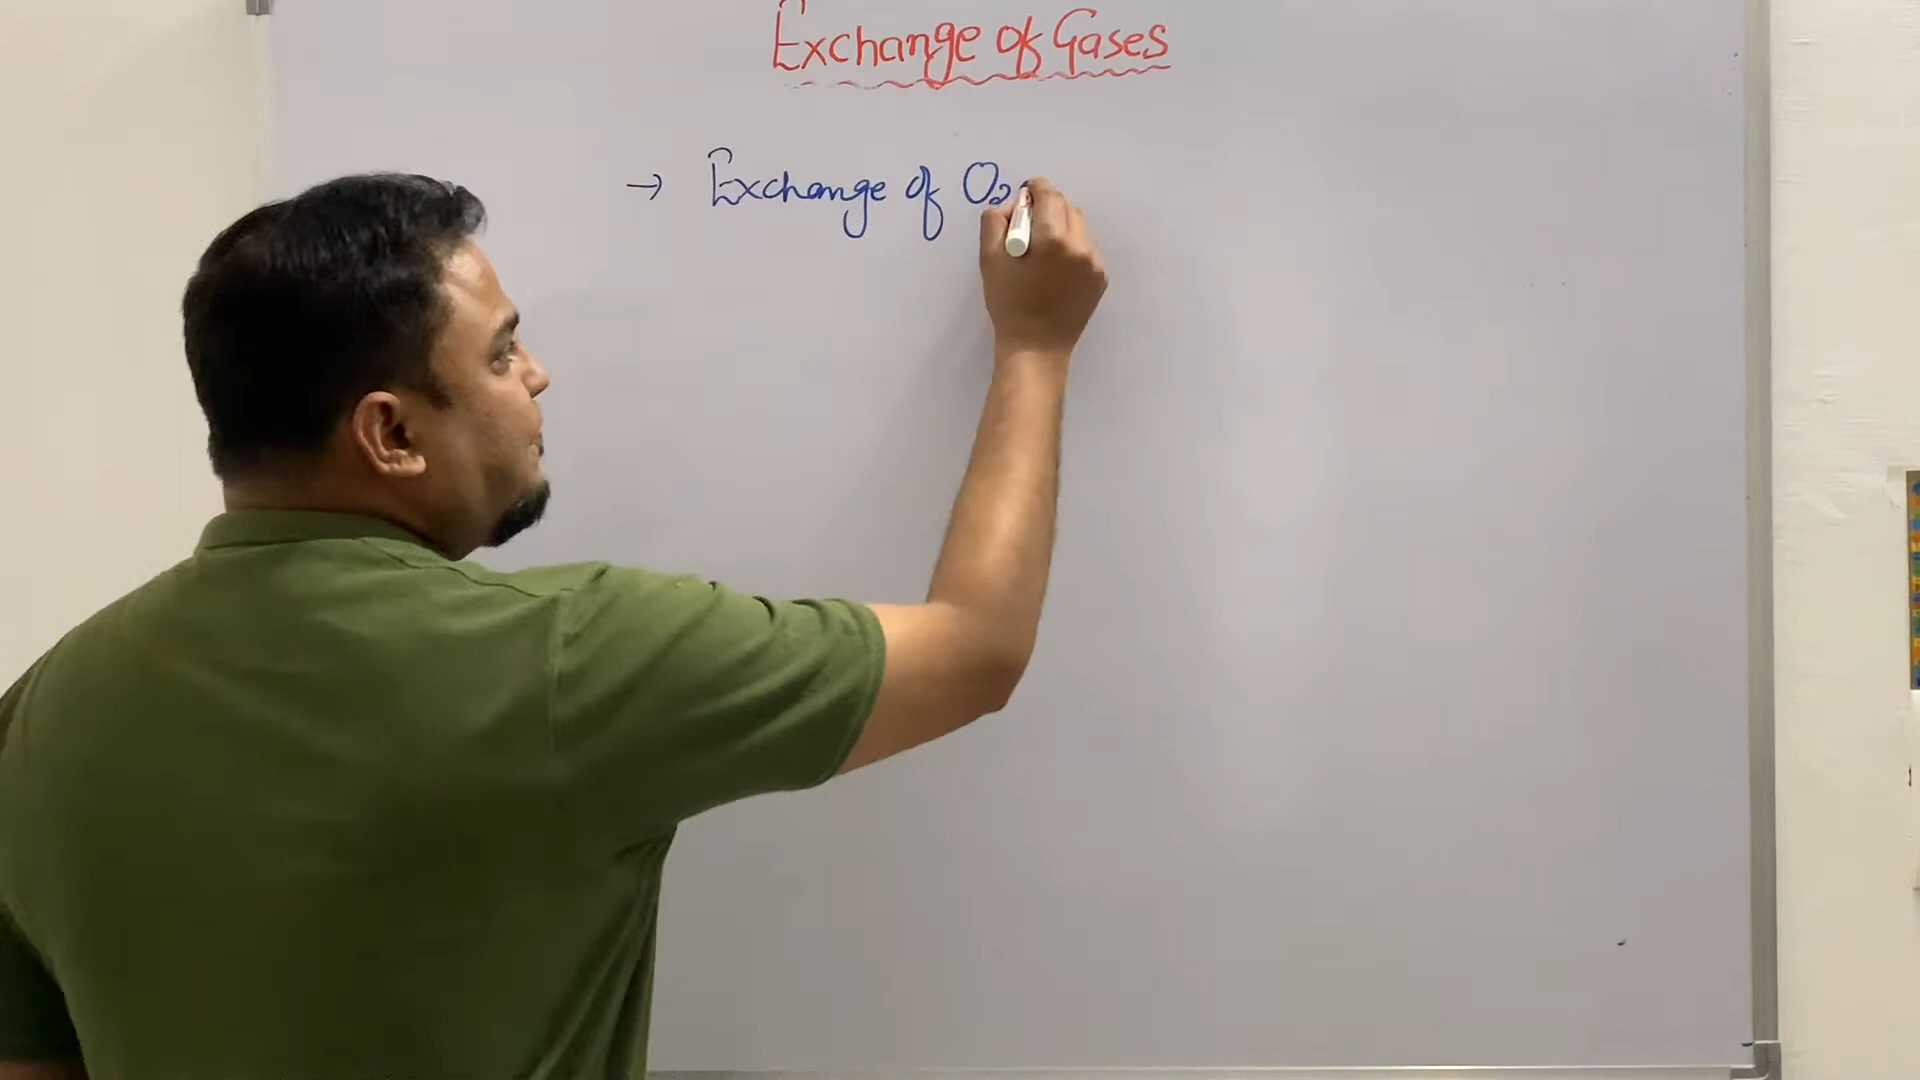 Exchange of Gases
→ Exchange of O₂